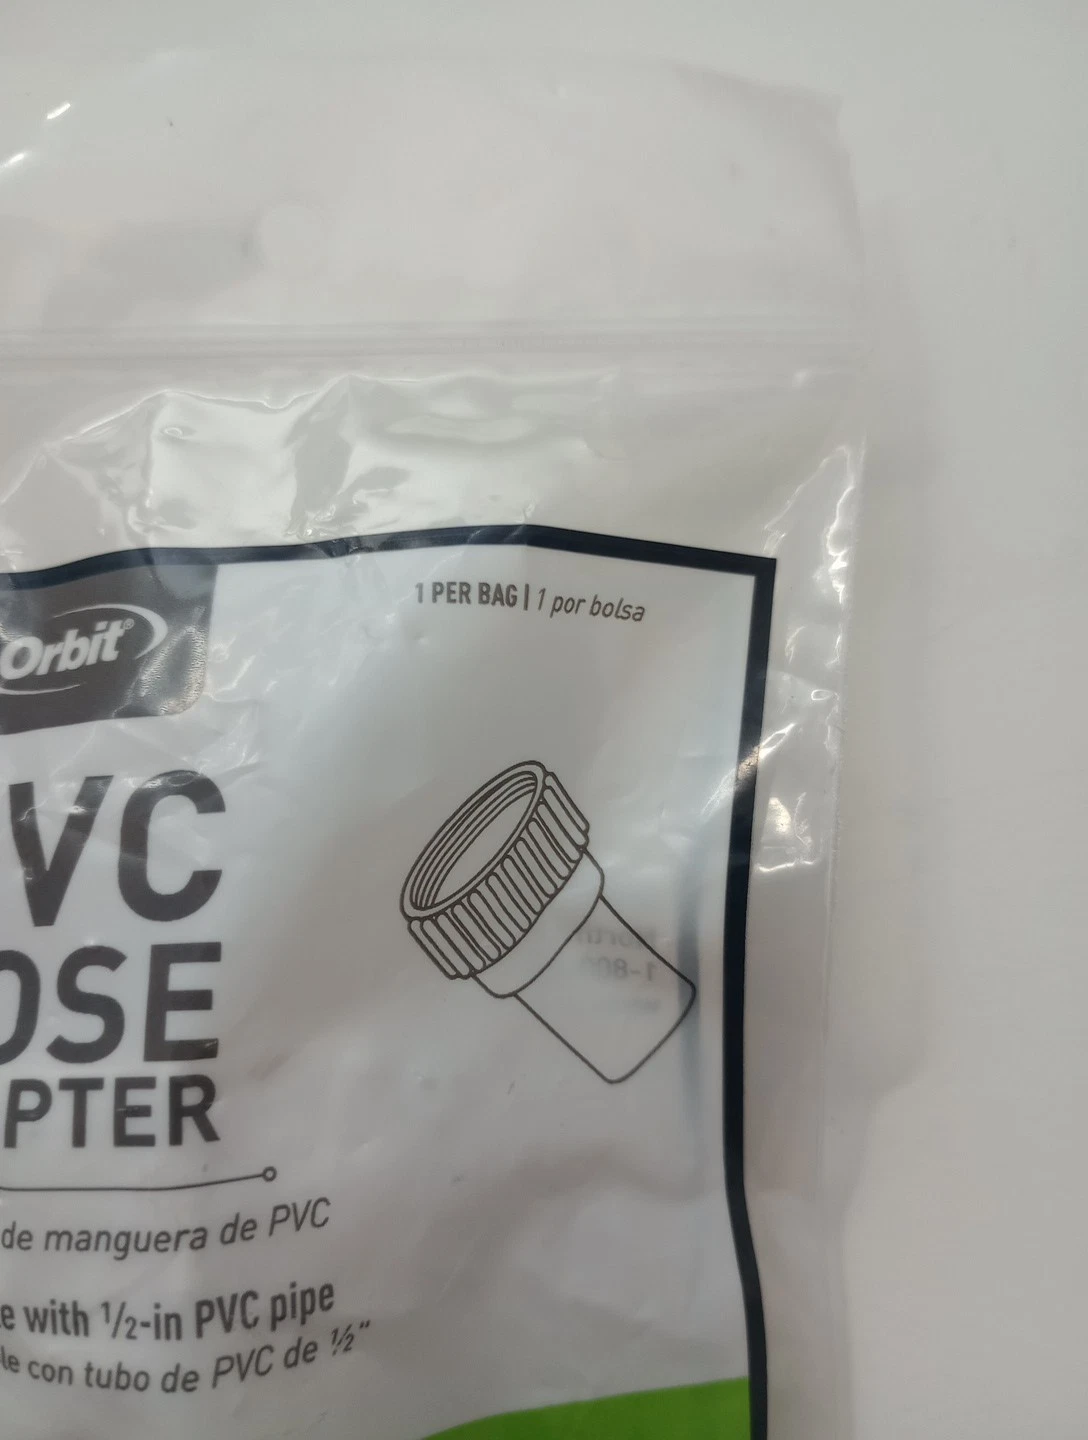 1 PER BAG | 1 por bolsa
Orbit®
VC
OSE
PTER
de manguera de PVC
e with ½-in PVC pipe
le con tubo de PVC de ½"